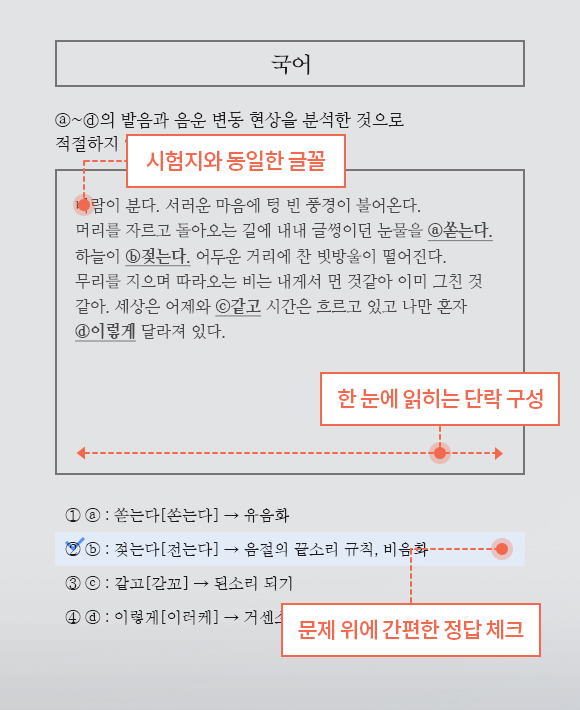 국어
ⓐ~ⓓ의 발음과 음운 변동 현상을 분석한 것으로
적절하지
시험지와 동일한 글꼴
람이 분다. 서러운 마음에 텅 빈 풍경이 불어온다.
머리를 자르고 돌아오는 길에 내내 글썽이던 눈물을 ⓐ쏟는다.
하늘이 ⓑ젖는다. 어두운 거리에 찬 빗방울이 떨어진다.
무리를 지으며 따라오는 비는 내게서 먼 것같아 이미 그친 것
같아. 세상은 어제와 ⓒ같고 시간은 흐르고 있고 나만 혼자
ⓓ이렇게 달라져 있다.
한 눈에 읽히는 단락 구성
① ⓐ : 쏟는다[쏜는다] → 유음화
② ⓑ : 젖는다[전는다] → 음절의 끝소리 규칙, 비음화
③ ⓒ : 같고[갇꼬] → 된소리 되기
④ ⓓ : 이렇게[이러케] → 거센소
문제 위에 간편한 정답 체크